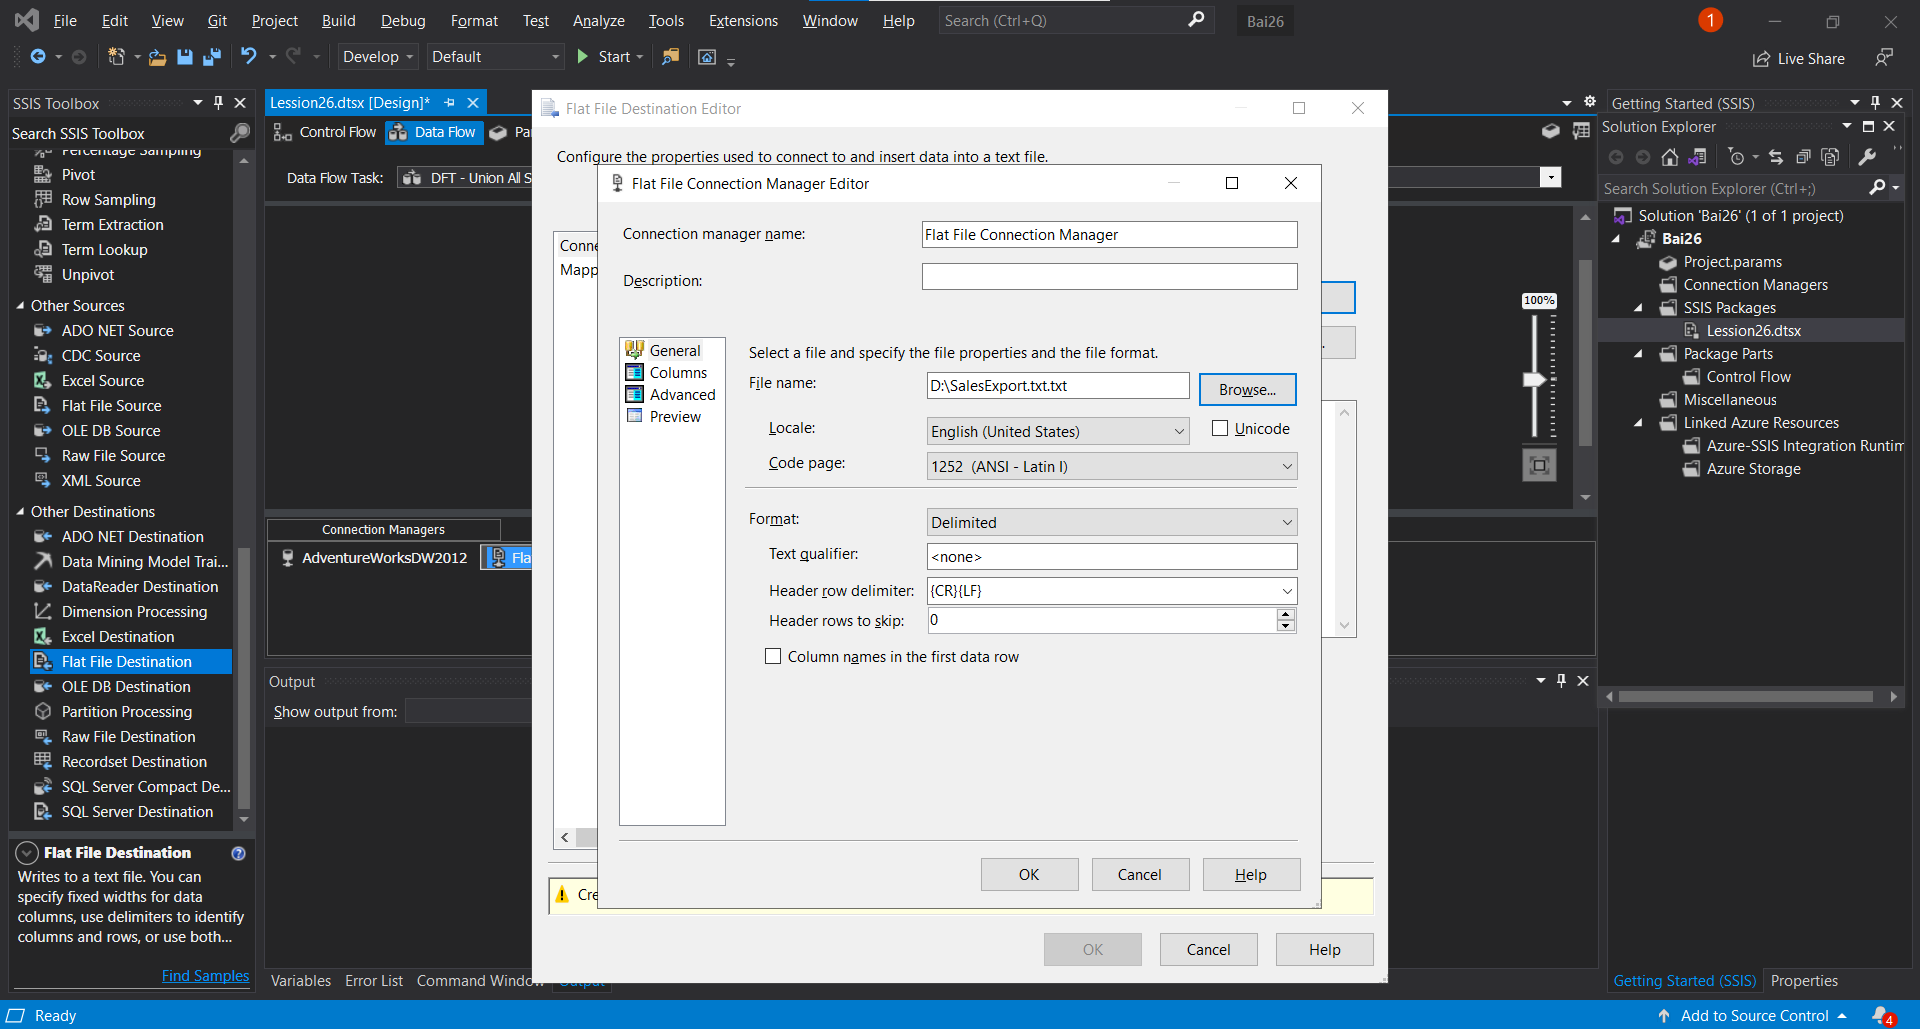 File Edit View Git Project Build Debug Format Test Analyze Tools Extensions Window Help Search (Ctrl+Q) Bai26 1
Develop Default Start Live Share
SSIS Toolbox
Search SSIS Toolbox
Percentage Sampling
Pivot
Row Sampling
Term Extraction
Term Lookup
Unpivot
Other Sources
ADO NET Source
CDC Source
Excel Source
Flat File Source
OLE DB Source
Raw File Source
XML Source
Other Destinations
ADO NET Destination
Data Mining Model Trai...
DataReader Destination
Dimension Processing
Excel Destination
Flat File Destination
OLE DB Destination
Partition Processing
Raw File Destination
Recordset Destination
SQL Server Compact De...
SQL Server Destination
Flat File Destination
Writes to a text file. You can
specify fixed widths for data
columns, use delimiters to identify
columns and rows, or use both...
Find Samples
Lession26.dtsx [Design]*
Control Flow Data Flow Pa
Data Flow Task: DFT - Union All S
100%
Connection Managers
AdventureWorksDW2012 Fla
Output
Show output from:
Variables Error List Command Window Output
Flat File Destination Editor
Configure the properties used to connect to and insert data into a text file.
Conne
Mapp
Cre
OK Cancel Help
Flat File Connection Manager Editor
Connection manager name: Flat File Connection Manager
Description:
General
Columns
Advanced
Preview
Select a file and specify the file properties and the file format.
File name: D:\SalesExport.txt.txt Browse...
Locale: English (United States) Unicode
Code page: 1252 (ANSI - Latin I)
Format: Delimited
Text qualifier: <none>
Header row delimiter: {CR}{LF}
Header rows to skip: 0
Column names in the first data row
OK Cancel Help
Getting Started (SSIS)
Solution Explorer
Search Solution Explorer (Ctrl+;)
Solution 'Bai26' (1 of 1 project)
Bai26
Project.params
Connection Managers
SSIS Packages
Lession26.dtsx
Package Parts
Control Flow
Miscellaneous
Linked Azure Resources
Azure-SSIS Integration Runtim
Azure Storage
Getting Started (SSIS) Properties
Ready Add to Source Control 4